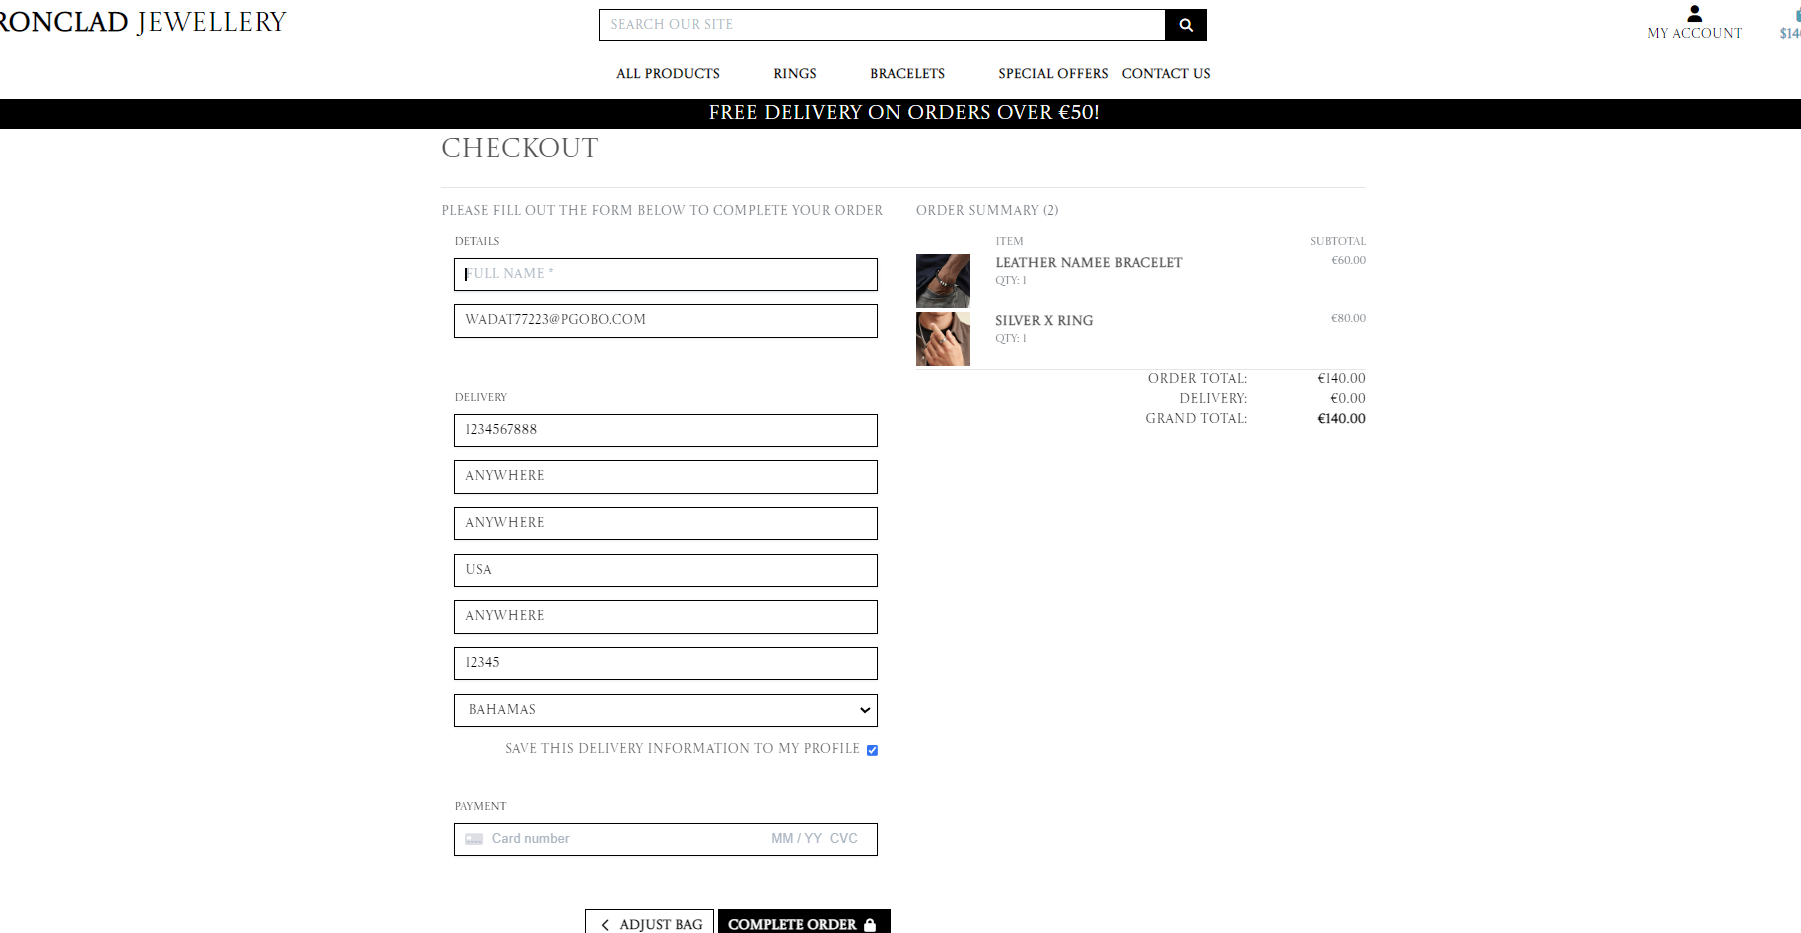 RONCLAD JEWELLERY
SEARCH OUR SITE
MY ACCOUNT
$140
ALL PRODUCTS RINGS BRACELETS SPECIAL OFFERS CONTACT US
FREE DELIVERY ON ORDERS OVER €50!
CHECKOUT
PLEASE FILL OUT THE FORM BELOW TO COMPLETE YOUR ORDER
DETAILS
FULL NAME *
WADAT77223@PGOBO.COM
DELIVERY
1234567888
ANYWHERE
ANYWHERE
USA
ANYWHERE
12345
BAHAMAS
SAVE THIS DELIVERY INFORMATION TO MY PROFILE
PAYMENT
Card number MM / YY CVC
ADJUST BAG COMPLETE ORDER
ORDER SUMMARY (2)
ITEM SUBTOTAL
LEATHER NAMEE BRACELET €60.00
QTY: 1
SILVER X RING €80.00
QTY: 1
ORDER TOTAL: €140.00
DELIVERY: €0.00
GRAND TOTAL: €140.00